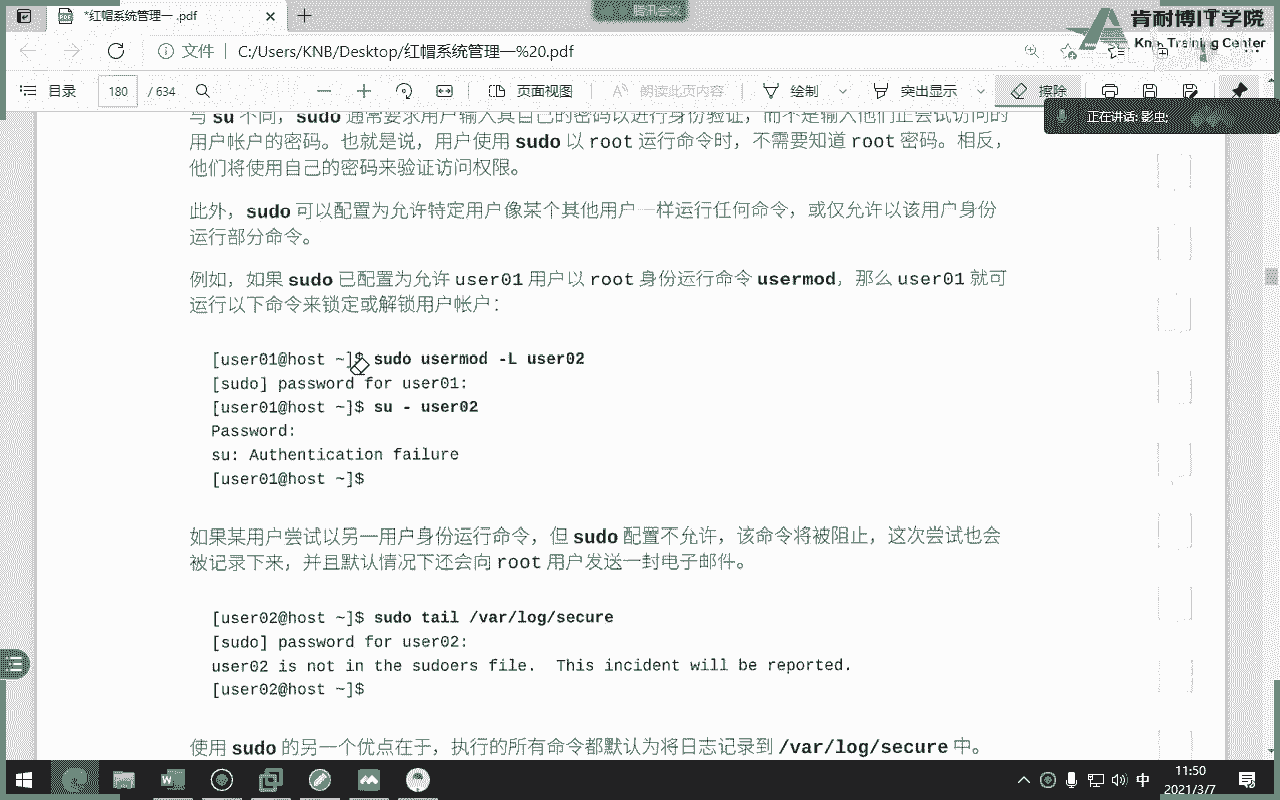 *红帽系统管理一 .pdf
腾讯会议
肯耐博IT学院
KnB Training Center
文件 C:/Users/KNB/Desktop/红帽系统管理一%20.pdf
目录 180 / 634 页面视图 朗读此页内容 绘制 突出显示 擦除
正在讲话: 影虫;
与 su 不同，sudo 通常要求用户输入其自己的密码以进行身份验证，而不是输入他们正尝试访问的
用户帐户的密码。也就是说，用户使用 sudo 以 root 运行命令时，不需要知道 root 密码。相反，
他们将使用自己的密码来验证访问权限。
此外，sudo 可以配置为允许特定用户像某个其他用户一样运行任何命令，或仅允许以该用户身份
运行部分命令。
例如，如果 sudo 已配置为允许 user01 用户以 root 身份运行命令 usermod，那么 user01 就可
运行以下命令来锁定或解锁用户帐户：
[user01@host ~]$ sudo usermod -L user02
[sudo] password for user01:
[user01@host ~]$ su - user02
Password:
su: Authentication failure
[user01@host ~]$
如果某用户尝试以另一用户身份运行命令，但 sudo 配置不允许，该命令将被阻止，这次尝试也会
被记录下来，并且默认情况下还会向 root 用户发送一封电子邮件。
[user02@host ~]$ sudo tail /var/log/secure
[sudo] password for user02:
user02 is not in the sudoers file.  This incident will be reported.
[user02@host ~]$
使用 sudo 的另一个优点在于，执行的所有命令都默认为将日志记录到 /var/log/secure 中。
中
11:50
2021/3/7